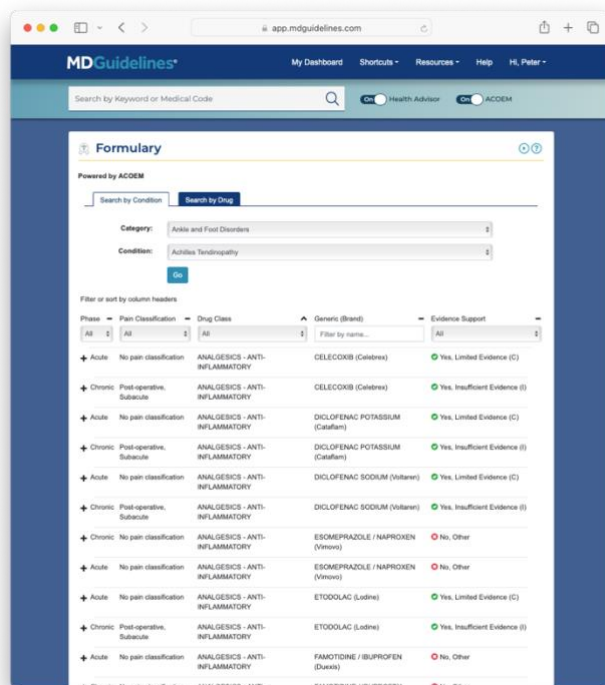 app.mdguidelines.com
MDGuidelines®
My Dashboard Shortcuts Resources Help Hi, Peter
Search by Keyword or Medical Code
On Health Advisor
On ACOEM
Formulary
Powered by ACOEM
Search by Condition Search by Drug
Category: Ankle and Foot Disorders
Condition: Achilles Tendinopathy
Go
Filter or sort by column headers
Phase Pain Classification Drug Class Generic (Brand) Evidence Support
All All All Filter by name... All
Acute No pain classification ANALGESICS - ANTI- CELECOXIB (Celebrex) Yes, Limited Evidence (C)
INFLAMMATORY
Chronic Post-operative, ANALGESICS - ANTI- CELECOXIB (Celebrex) Yes, Insufficient Evidence (I)
Subacute INFLAMMATORY
Acute No pain classification ANALGESICS - ANTI- DICLOFENAC POTASSIUM Yes, Limited Evidence (C)
INFLAMMATORY (Cataflam)
Chronic Post-operative, ANALGESICS - ANTI- DICLOFENAC POTASSIUM Yes, Insufficient Evidence (I)
Subacute INFLAMMATORY (Cataflam)
Acute No pain classification ANALGESICS - ANTI- DICLOFENAC SODIUM (Voltaren) Yes, Limited Evidence (C)
INFLAMMATORY
Chronic Post-operative, ANALGESICS - ANTI- DICLOFENAC SODIUM (Voltaren) Yes, Insufficient Evidence (I)
Subacute INFLAMMATORY
Chronic No pain classification ANALGESICS - ANTI- ESOMEPRAZOLE / NAPROXEN No, Other
INFLAMMATORY (Vimovo)
Acute No pain classification ANALGESICS - ANTI- ESOMEPRAZOLE / NAPROXEN No, Other
INFLAMMATORY (Vimovo)
Acute No pain classification ANALGESICS - ANTI- ETODOLAC (Lodine) Yes, Limited Evidence (C)
INFLAMMATORY
Chronic Post-operative, ANALGESICS - ANTI- ETODOLAC (Lodine) Yes, Insufficient Evidence (I)
Subacute INFLAMMATORY
Acute No pain classification ANALGESICS - ANTI- FAMOTIDINE / IBUPROFEN No, Other
INFLAMMATORY (Duexis)